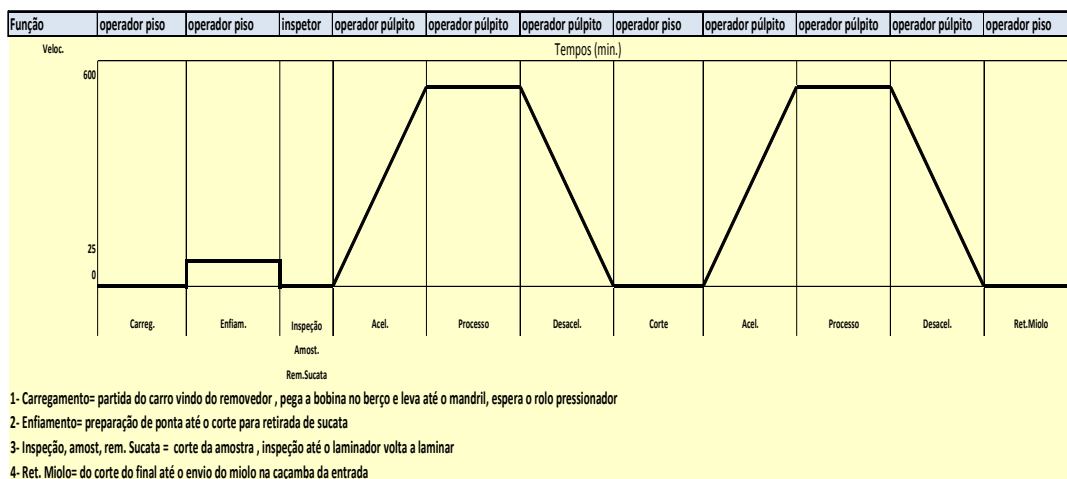 Função operador piso operador piso inspetor operador púlpito operador púlpito operador púlpito operador piso operador púlpito operador púlpito operador púlpito operador piso
Veloc. Tempos (min.)
600
25
0
Carreg. Enfiam. Inspeção Acel. Processo Desacel. Corte Acel. Processo Desacel. Ret.Miolo
Amost.
Rem.Sucata
1- Carregamento= partida do carro vindo do removedor , pega a bobina no berço e leva até o mandril, espera o rolo pressionador
2- Enfiamento= preparação de ponta até o corte para retirada de sucata
3- Inspeção, amost, rem. Sucata = corte da amostra , inspeção até o laminador volta a laminar
4- Ret. Miolo= do corte do final até o envio do miolo na caçamba da entrada